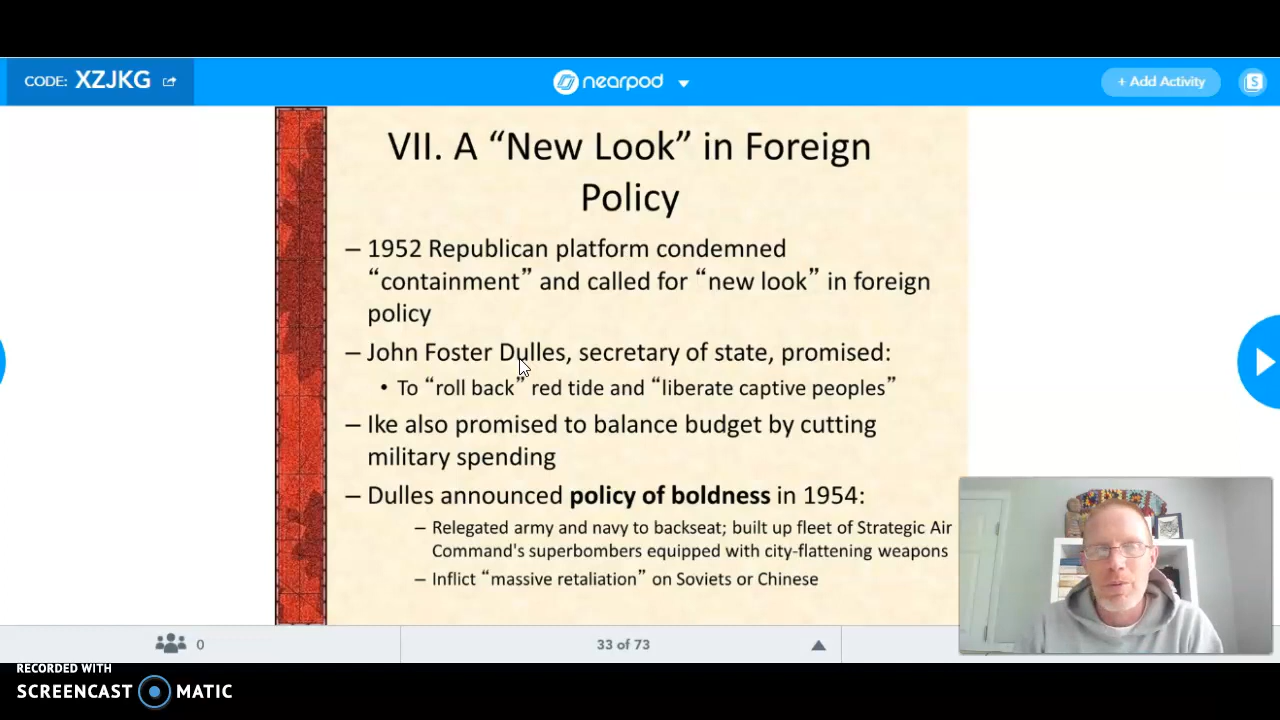 CODE: XZJKG
nearpod
+ Add Activity
S
VII. A “New Look” in Foreign
Policy
– 1952 Republican platform condemned
“containment” and called for “new look” in foreign
policy
– John Foster Dulles, secretary of state, promised:
• To “roll back” red tide and “liberate captive peoples”
– Ike also promised to balance budget by cutting
military spending
– Dulles announced policy of boldness in 1954:
– Relegated army and navy to backseat; built up fleet of Strategic Air
Command's superbombers equipped with city-flattening weapons
– Inflict “massive retaliation” on Soviets or Chinese
0
33 of 73
RECORDED WITH
SCREENCAST MATIC